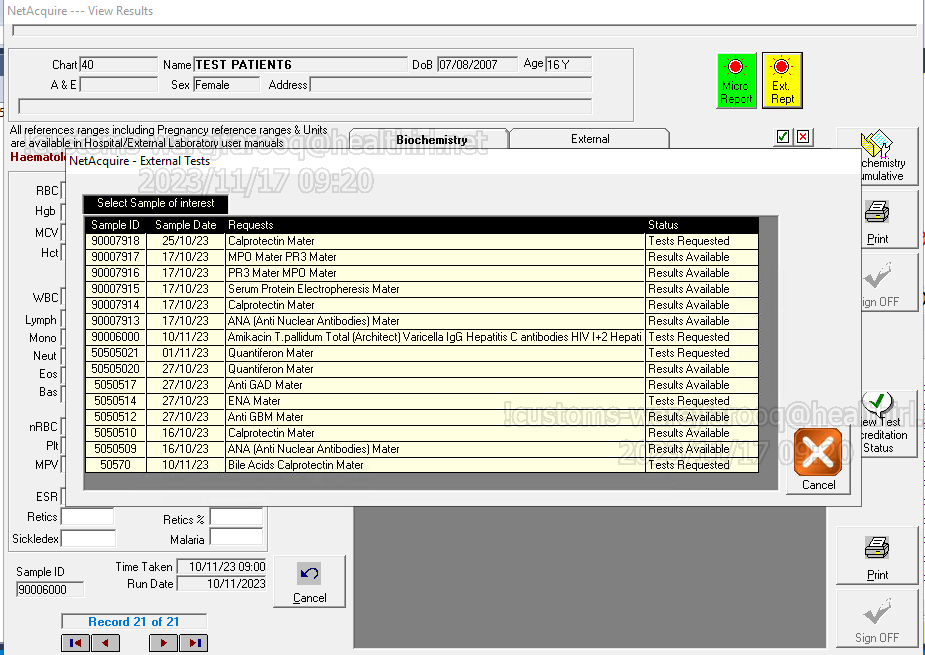 NetAcquire --- View Results
Chart 40 Name TEST PATIENT6 DoB 07/08/2007 Age 16 Y
A & E Sex Female Address
Micro Report
Ext. Rept
All references ranges including Pregnancy reference ranges & Units
are available in Hospital/External Laboratory user manuals
Biochemistry External
Haematolo
NetAcquire - External Tests
2023/11/17 09:20
chemistry
umulative
Select Sample of interest
Sample ID Sample Date Requests Status
90007918 25/10/23 Calprotectin Mater Tests Requested
90007917 17/10/23 MPO Mater PR3 Mater Results Available
90007916 17/10/23 PR3 Mater MPO Mater Results Available
90007915 17/10/23 Serum Protein Electropheresis Mater Results Available
90007914 17/10/23 Calprotectin Mater Results Available
90007913 17/10/23 ANA (Anti Nuclear Antibodies) Mater Results Available
90006000 10/11/23 Amikacin T.pallidum Total (Architect) Varicella IgG Hepatitis C antibodies HIV I+2 Hepati Tests Requested
50505021 01/11/23 Quantiferon Mater Tests Requested
50505020 27/10/23 Quantiferon Mater Results Available
5050517 27/10/23 Anti GAD Mater Results Available
5050514 27/10/23 ENA Mater Tests Requested
5050512 27/10/23 Anti GBM Mater Results Available
5050510 16/10/23 Calprotectin Mater Results Available
5050509 16/10/23 ANA (Anti Nuclear Antibodies) Mater Results Available
50570 10/11/23 Bile Acids Calprotectin Mater Tests Requested
Cancel
RBC
Hgb
MCV
Hct
WBC
Lymph
Mono
Neut
Eos
Bas
nRBC
Plt
MPV
ESR
Retics Retics %
Sickledex Malaria
Print
ign OFF
ew Test
creditation
Status
Sample ID
90006000
Time Taken 10/11/23 09:00
Run Date 10/11/2023
Cancel
Record 21 of 21
Print
Sign OFF